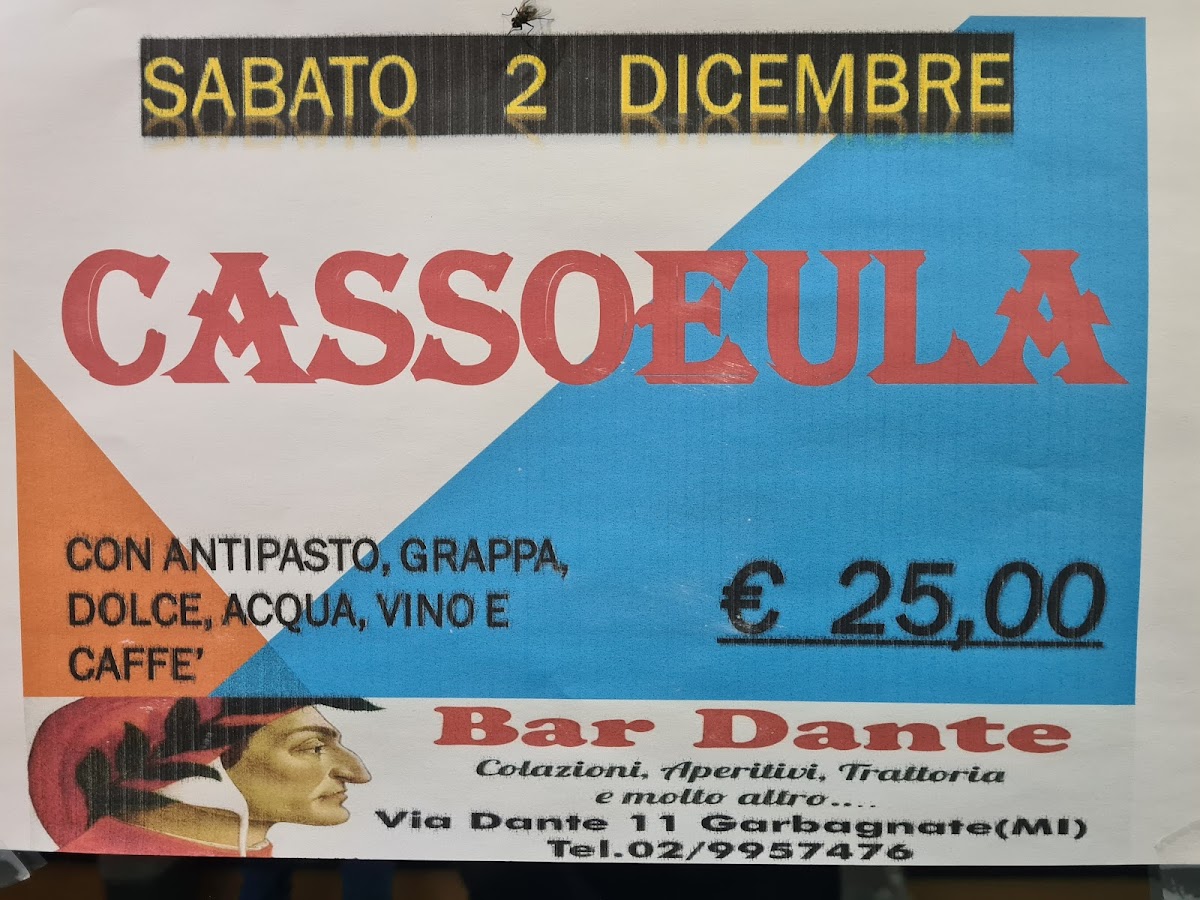 SABATO 2 DICEMBRE
CASSOEULA
CON ANTIPASTO, GRAPPA,
DOLCE, ACQUA, VINO E
CAFFE'
€ 25,00
Bar Dante
Colazioni, Aperitivi, Trattoria
e molto altro....
Via Dante 11 Garbagnate(MI)
Tel.02/9957476